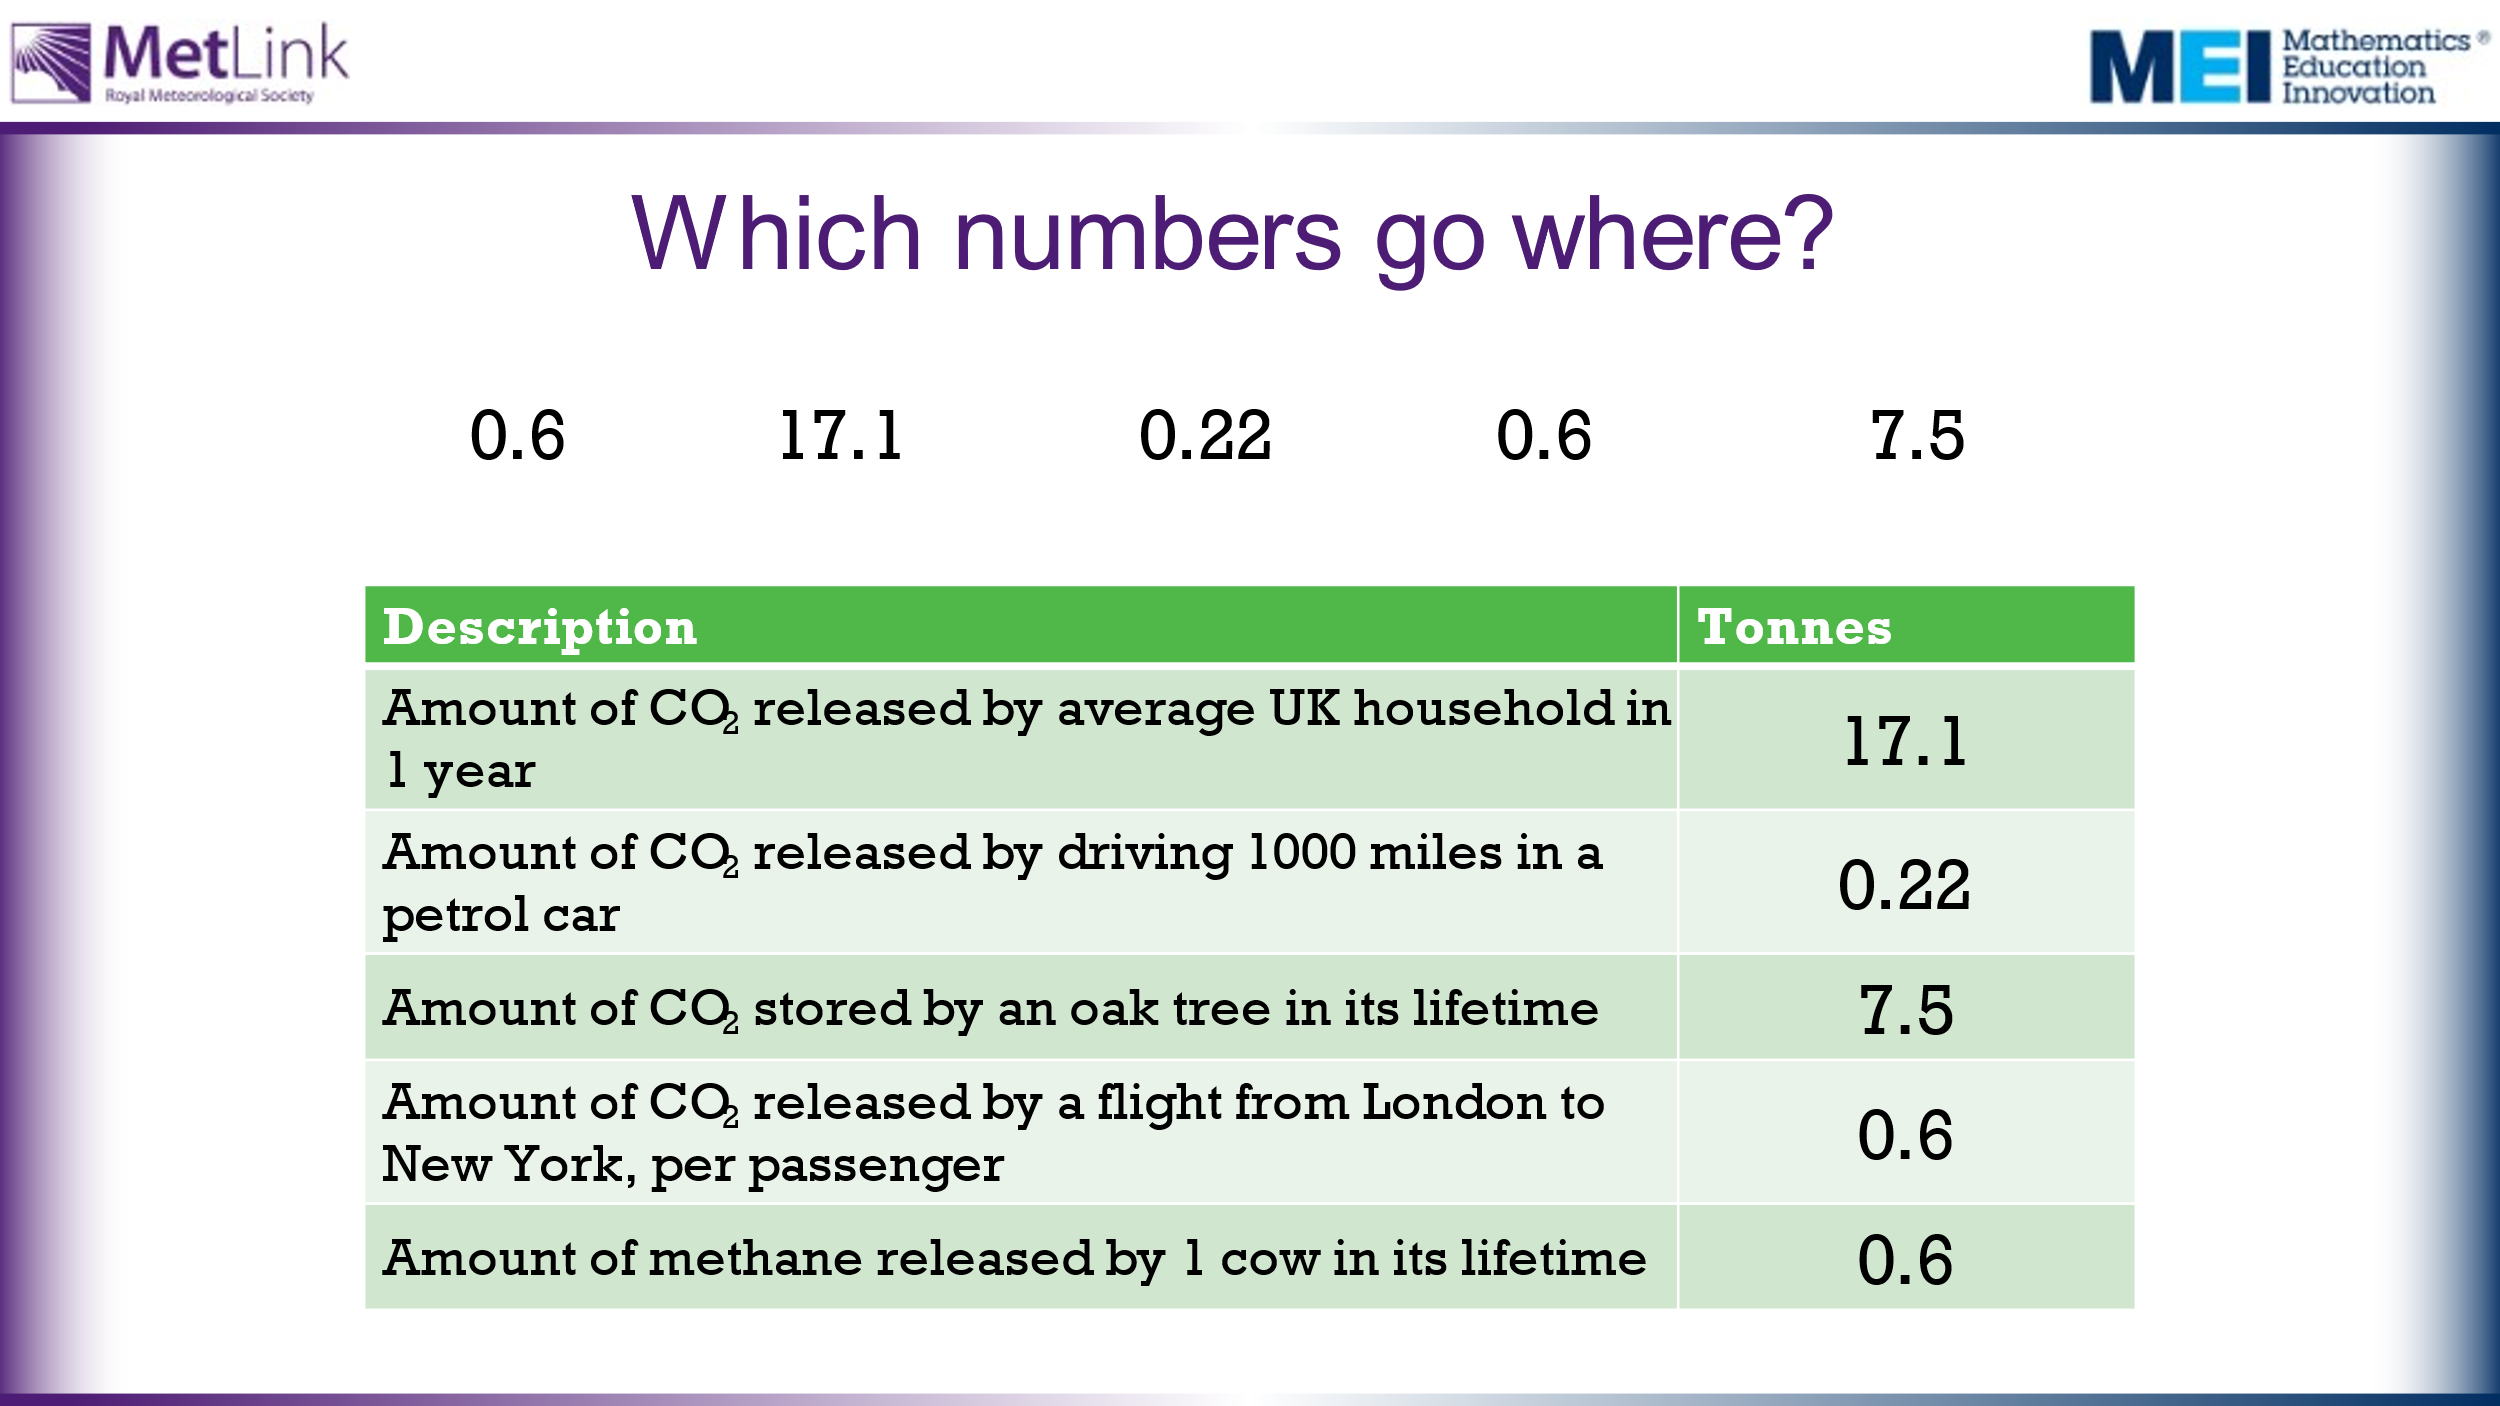 MetLink
Royal Meteorological Society
MEI
Mathematics ®
Education
Innovation
Which numbers go where?
0.6 17.1 0.22 0.6 7.5
Description Tonnes
Amount of CO₂ released by average UK household in
1 year
17.1
Amount of CO₂ released by driving 1000 miles in a
petrol car
0.22
Amount of CO₂ stored by an oak tree in its lifetime 7.5
Amount of CO₂ released by a flight from London to
New York, per passenger
0.6
Amount of methane released by 1 cow in its lifetime 0.6